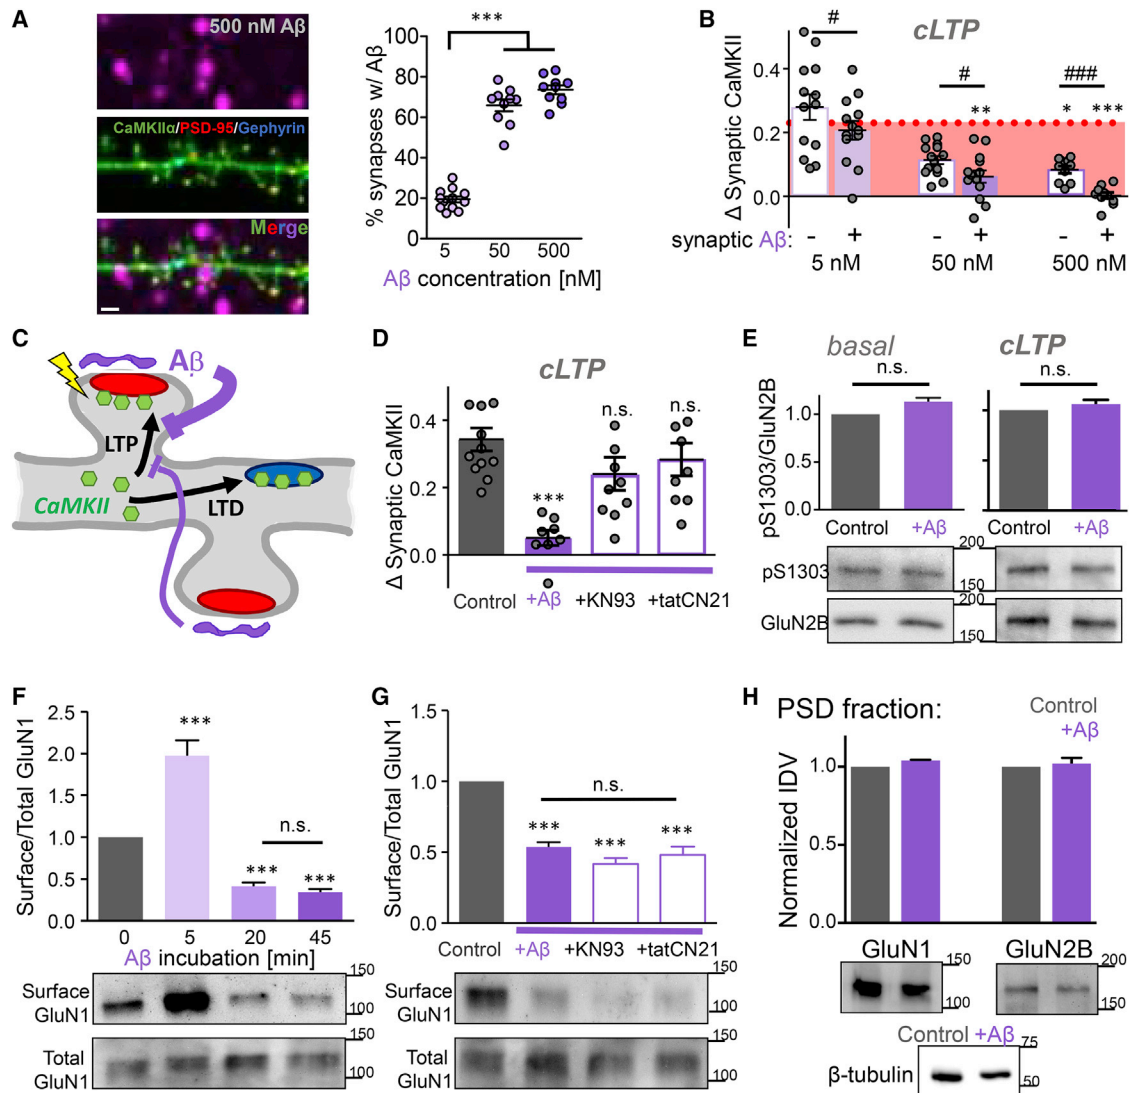 A
500 nM Aβ
CaMKIIα/PSD-95/Gephyrin
Merge
***
100
80
60
40
20
0
% synapses w/ Aβ
5 50 500
Aβ concentration [nM]
B
cLTP
#
#
###
** * ***
0.4
0.2
0.0
Δ Synaptic CaMKII
synaptic Aβ: - + - + - +
5 nM 50 nM 500 nM
C
Aβ
LTP
CaMKII
LTD
D
cLTP
n.s. n.s.
***
0.4
0.2
0.0
Δ Synaptic CaMKII
Control +Aβ +KN93 +tatCN21
E
basal cLTP
n.s. n.s.
1.0 1.0
0.5 0.5
0.0 0.0
pS1303/GluN2B
Control +Aβ Control +Aβ
pS1303
200 200
150 150
GluN2B
200 200
150 150
F
2.5
2.0
1.5
1.0
0.5
0.0
Surface/Total GluN1
***
n.s.
*** ***
0 5 20 45
Aβ incubation [min]
Surface
GluN1
150
100
Total
GluN1
150
100
G
1.5
1.0
0.5
0.0
Surface/Total GluN1
n.s.
*** *** ***
Control +Aβ +KN93 +tatCN21
Surface
GluN1
150
100
Total
GluN1
150
100
H
PSD fraction:
Control
+Aβ
1.0
0.5
0.0
Normalized IDV
GluN1 GluN2B
150 200
100 150
Control +Aβ
β-tubulin
75
50